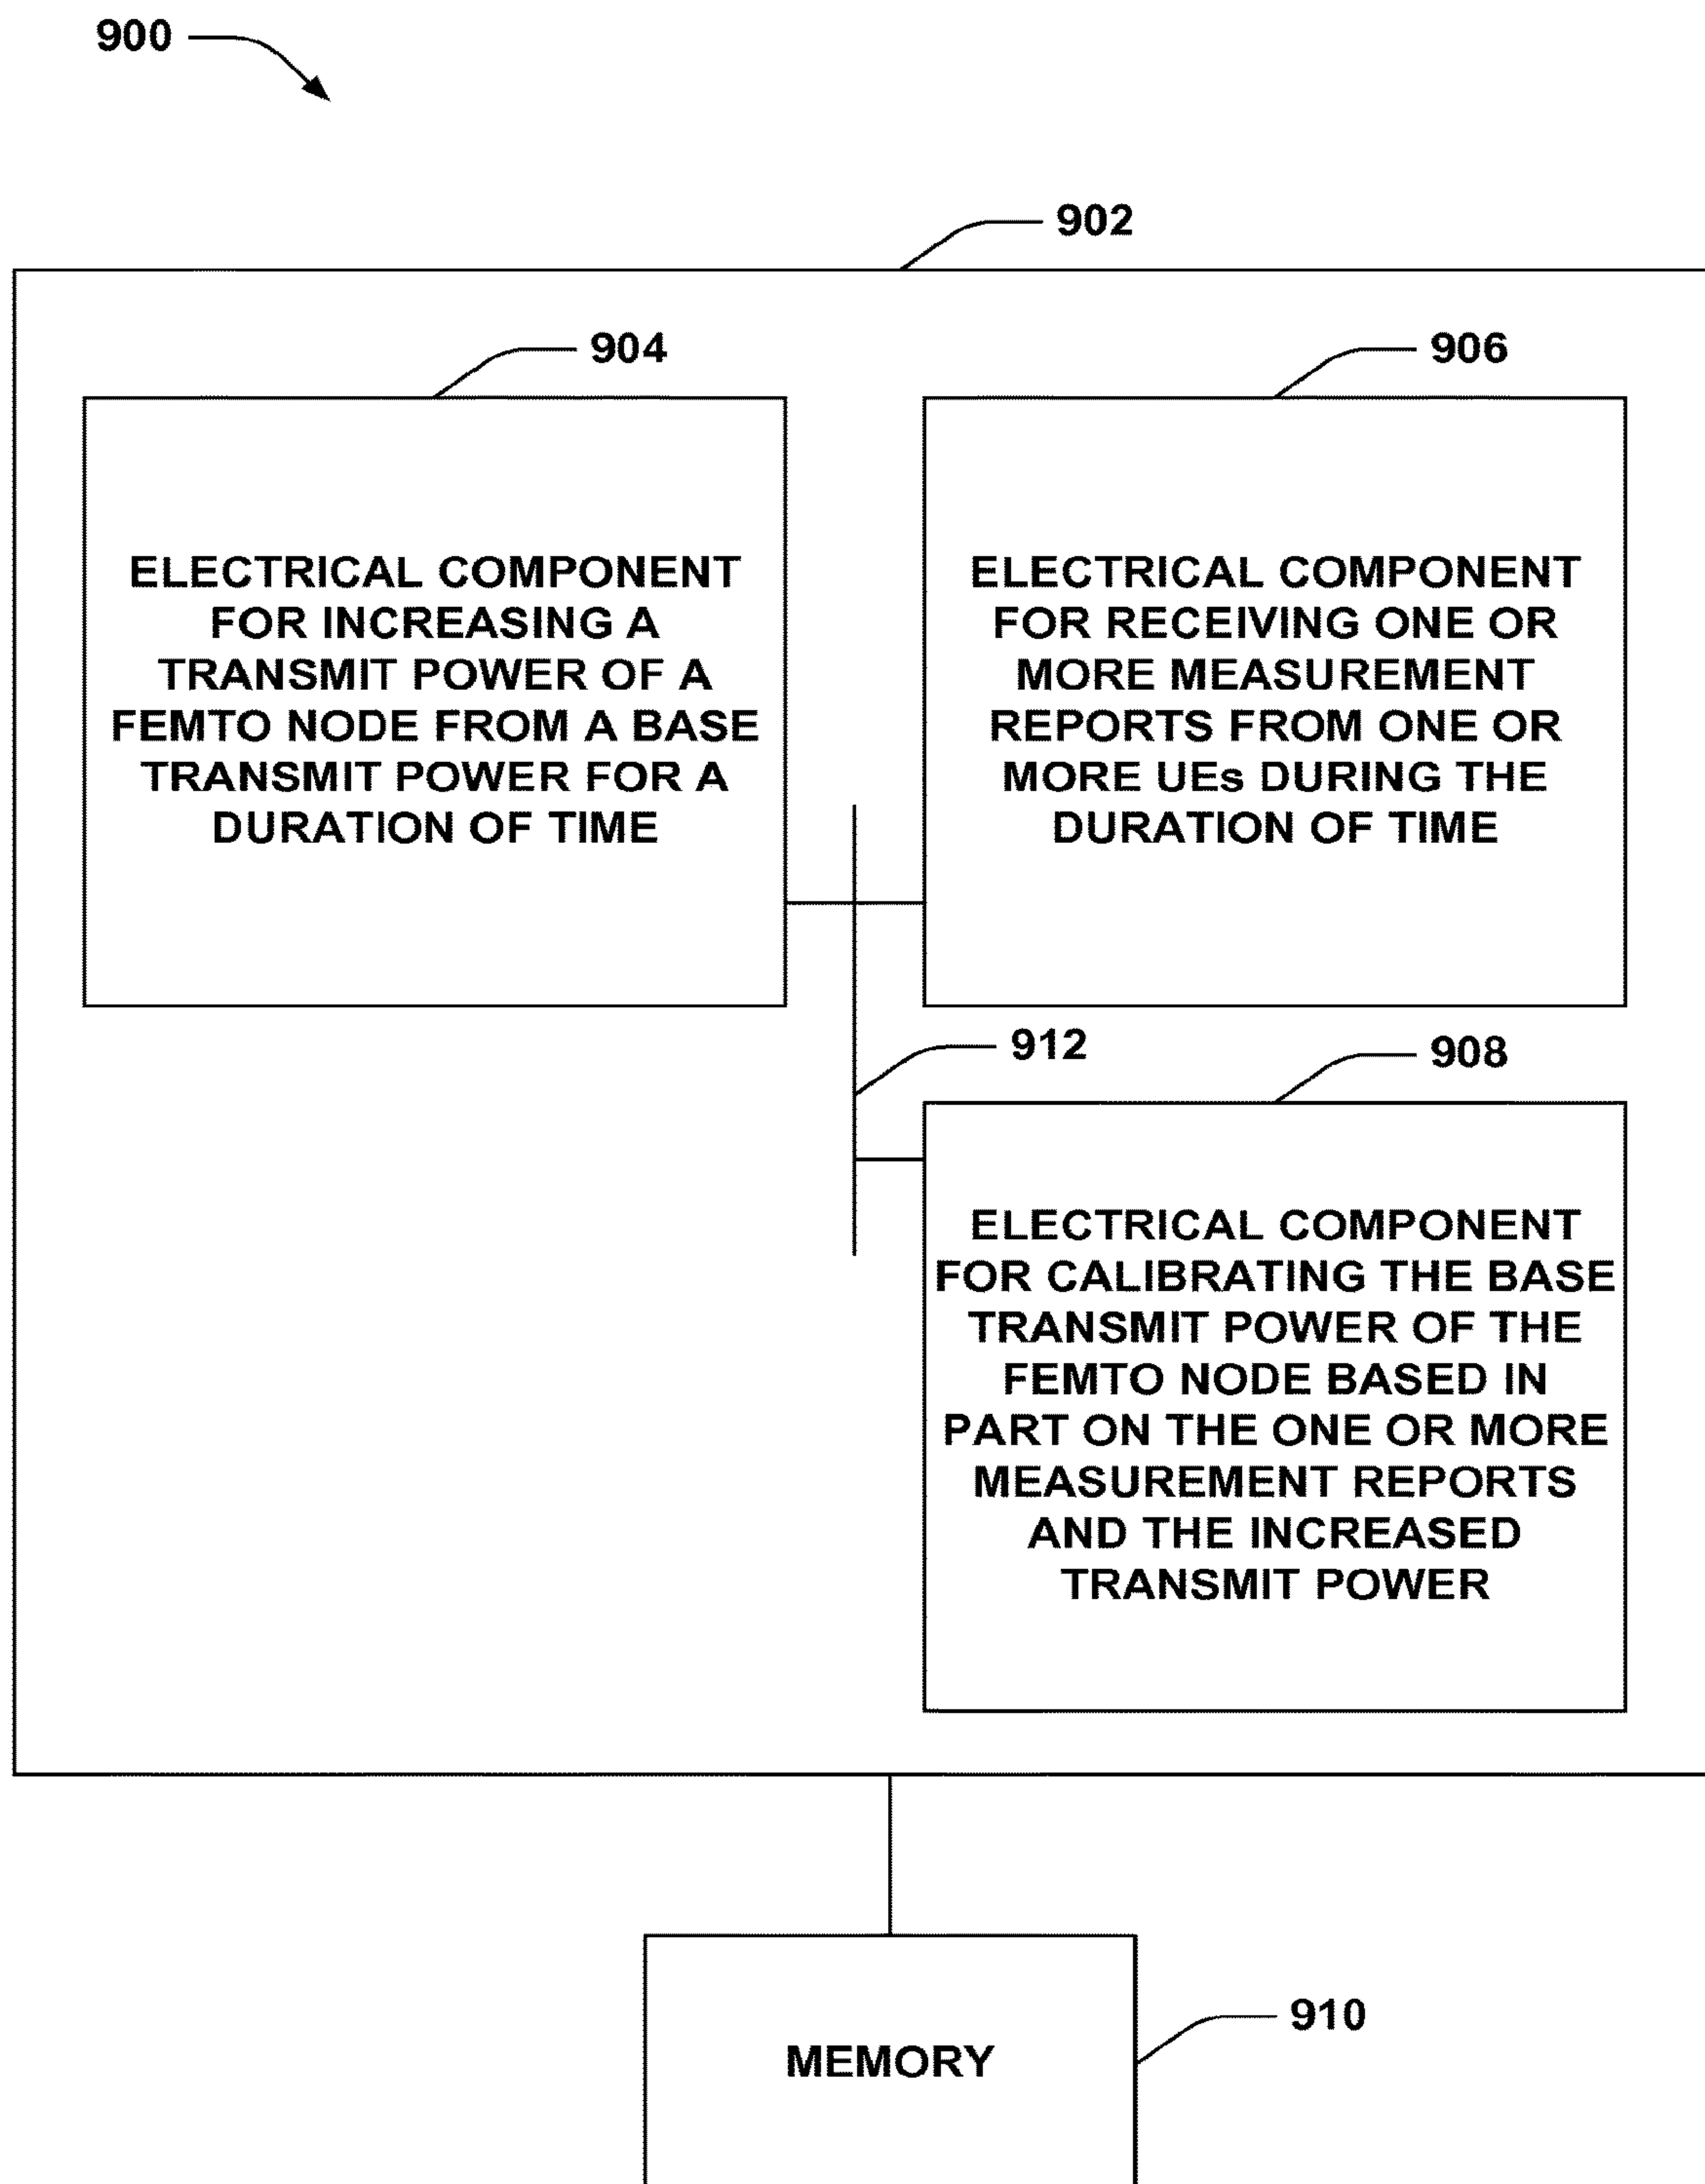 900
902
904
906
ELECTRICAL COMPONENT
FOR INCREASING A
TRANSMIT POWER OF A
FEMTO NODE FROM A BASE
TRANSMIT POWER FOR A
DURATION OF TIME
ELECTRICAL COMPONENT
FOR RECEIVING ONE OR
MORE MEASUREMENT
REPORTS FROM ONE OR
MORE UEs DURING THE
DURATION OF TIME
912
908
ELECTRICAL COMPONENT
FOR CALIBRATING THE BASE
TRANSMIT POWER OF THE
FEMTO NODE BASED IN
PART ON THE ONE OR MORE
MEASUREMENT REPORTS
AND THE INCREASED
TRANSMIT POWER
910
MEMORY